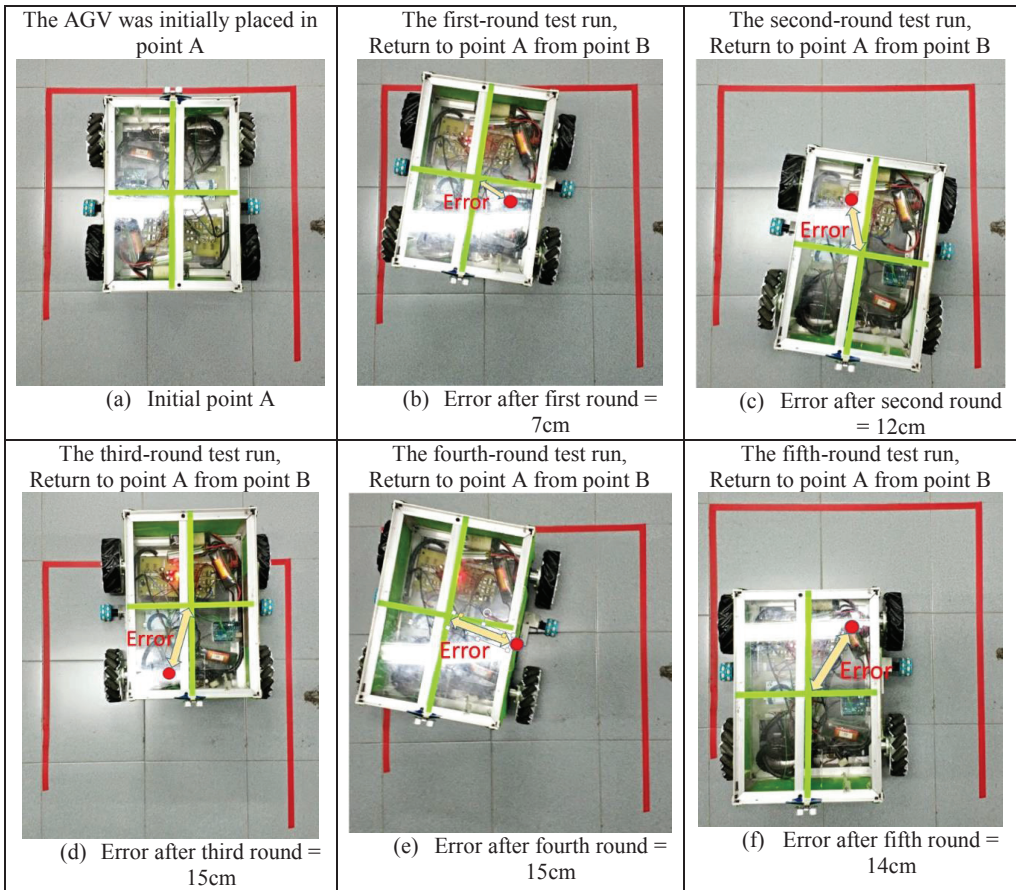 The AGV was initially placed in
point A
(a) Initial point A
The first-round test run,
Return to point A from point B
Error
(b) Error after first round =
7cm
The second-round test run,
Return to point A from point B
Error
(c) Error after second round
= 12cm
The third-round test run,
Return to point A from point B
Error
(d) Error after third round =
15cm
The fourth-round test run,
Return to point A from point B
Error
(e) Error after fourth round =
15cm
The fifth-round test run,
Return to point A from point B
Error
(f) Error after fifth round =
14cm